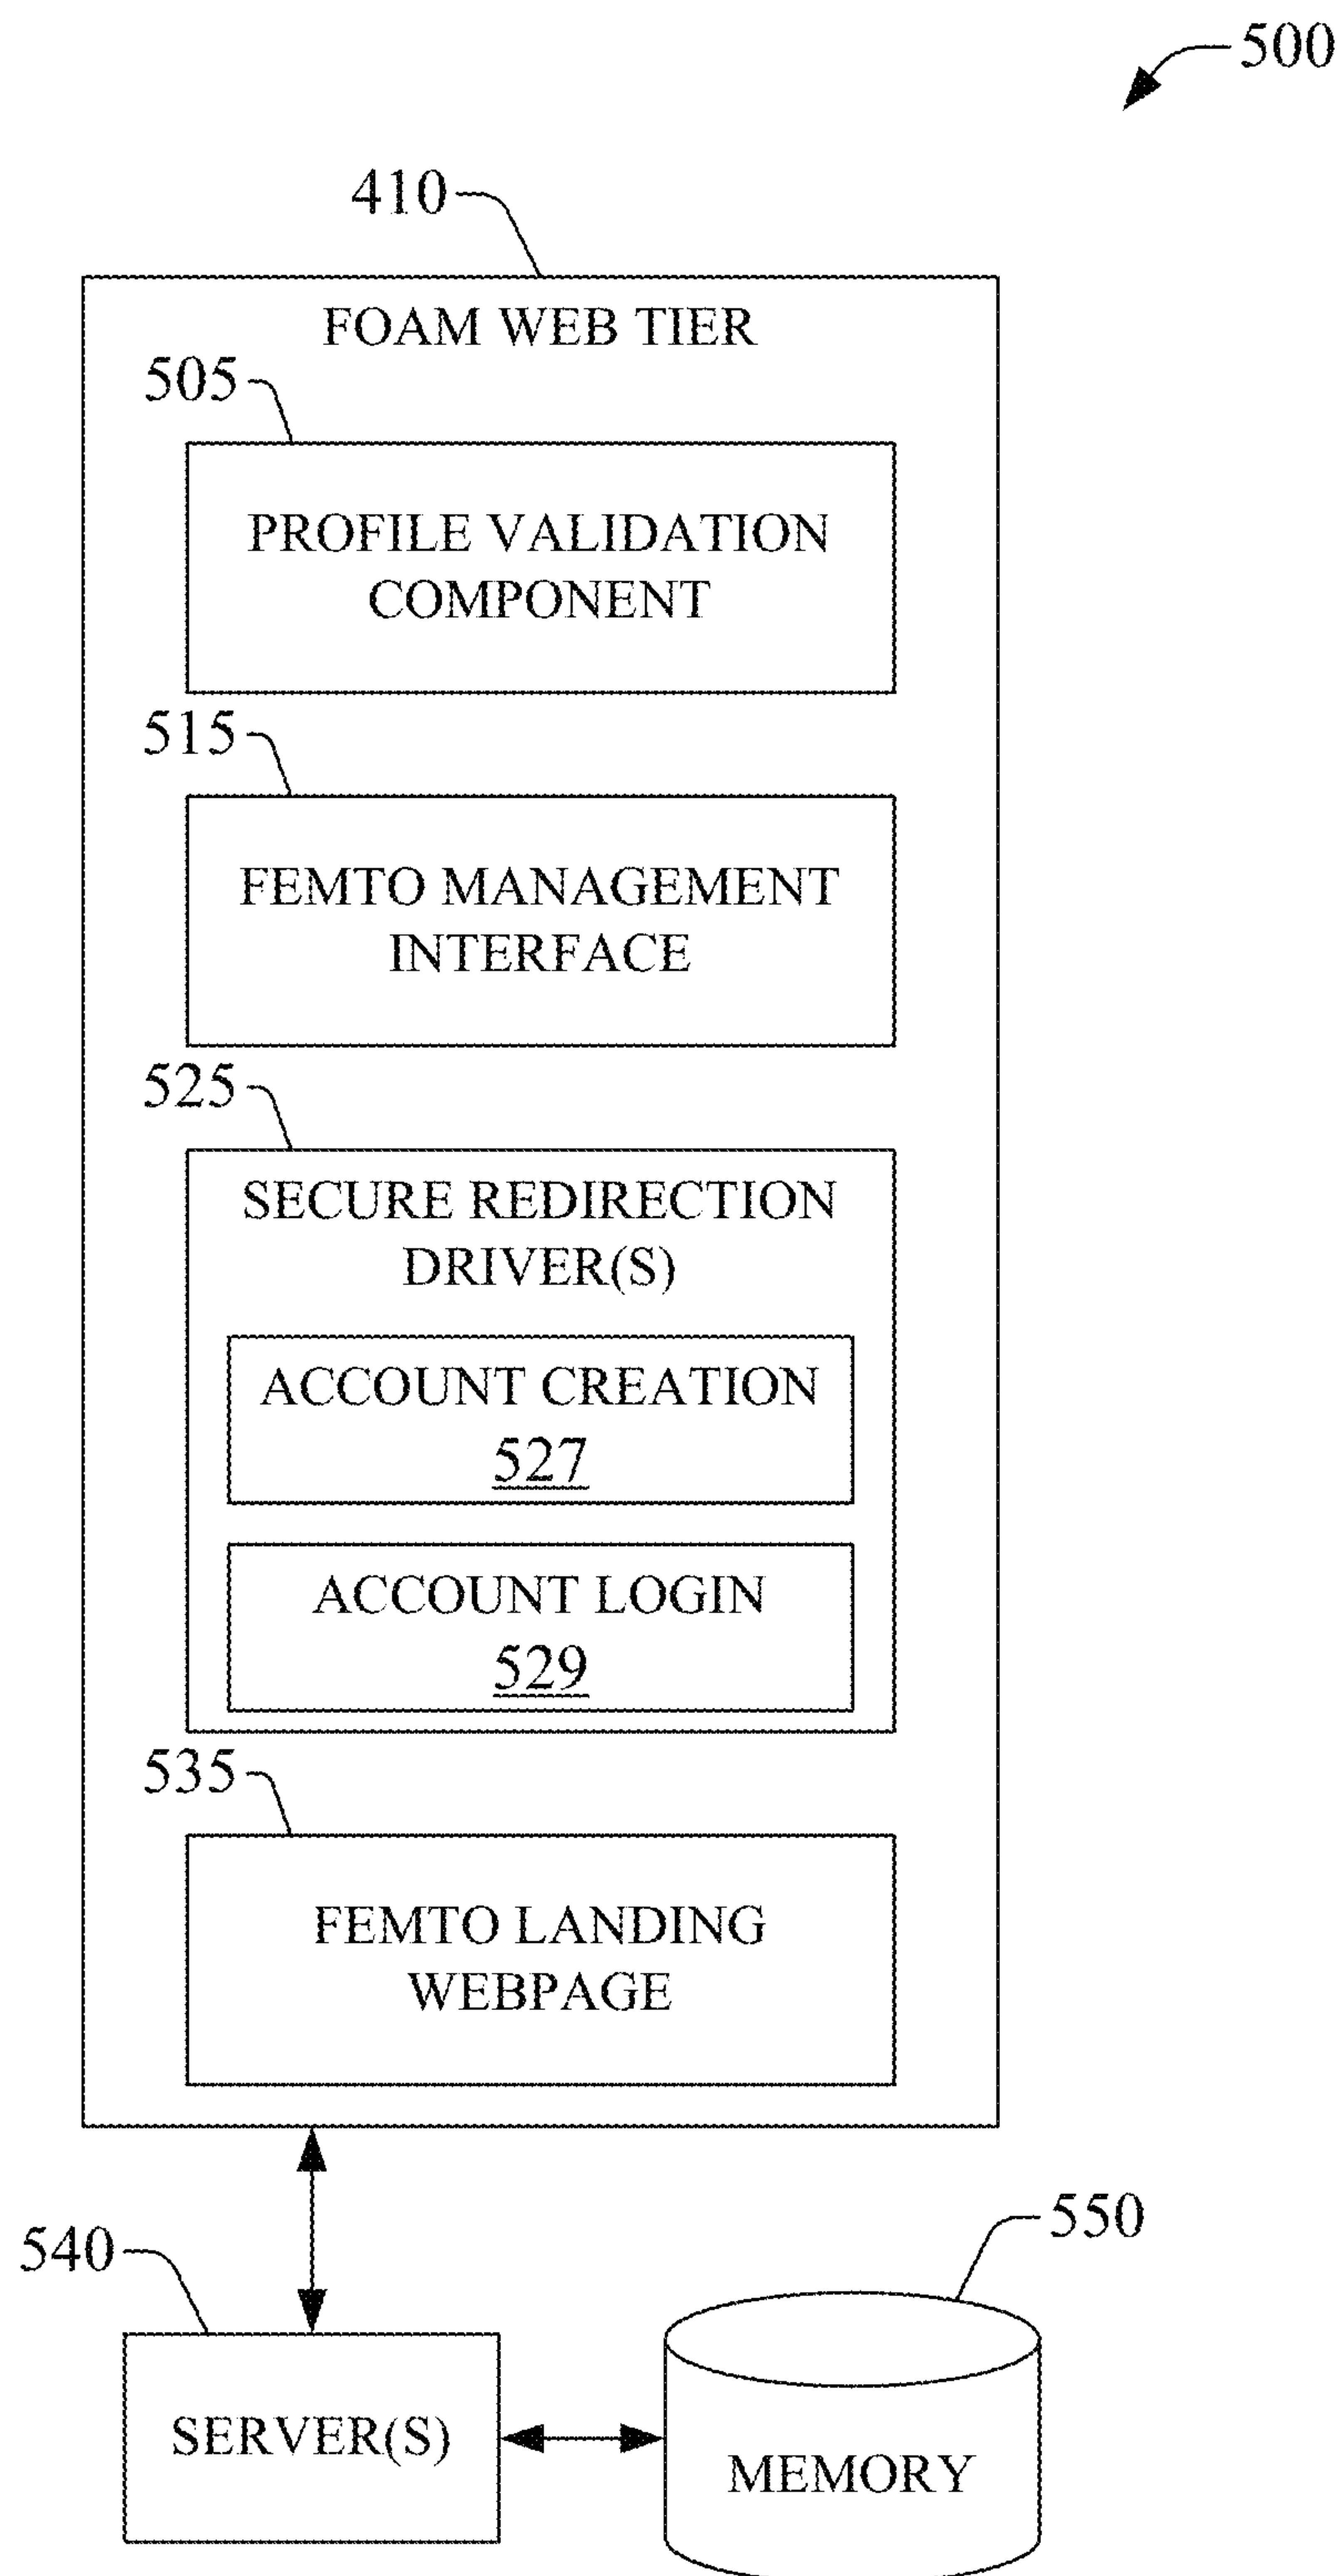 500
410
FOAM WEB TIER
505
PROFILE VALIDATION
COMPONENT
515
FEMTO MANAGEMENT
INTERFACE
525
SECURE REDIRECTION
DRIVER(S)
ACCOUNT CREATION
527
ACCOUNT LOGIN
529
535
FEMTO LANDING
WEBPAGE
540
550
SERVER(S)
MEMORY